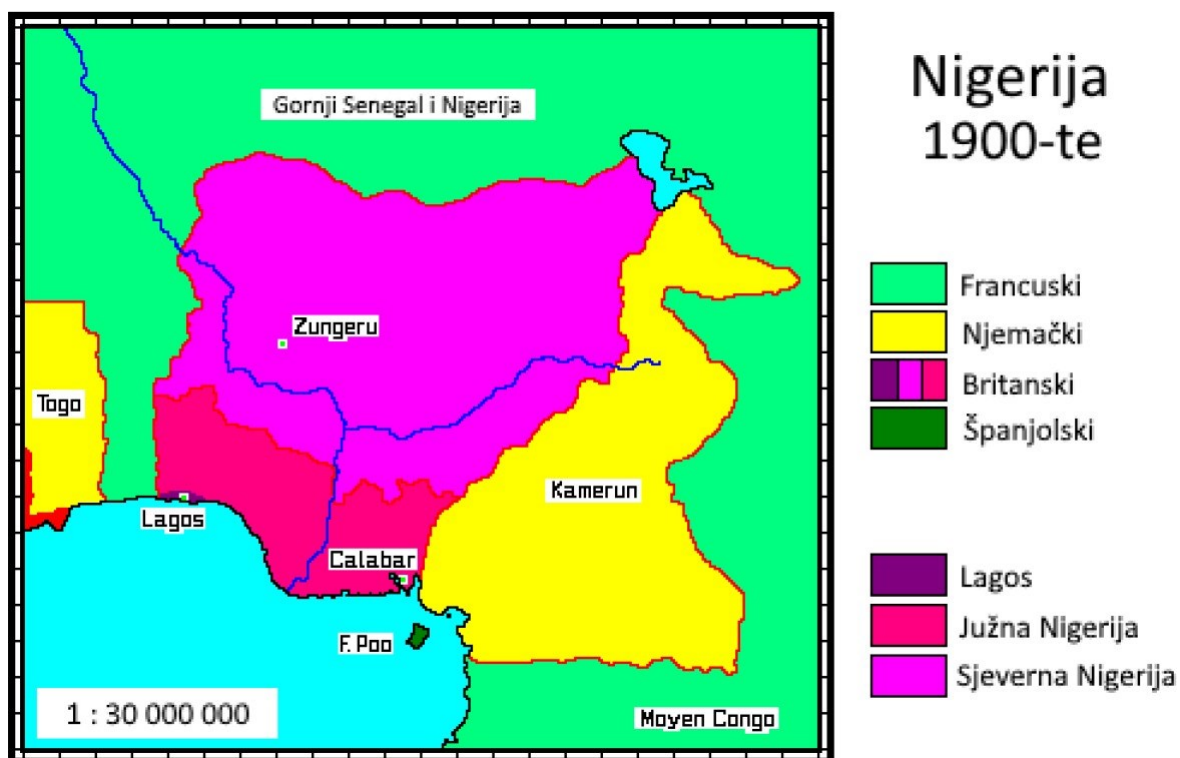 Nigerija
1900-te
Gornji Senegal i Nigerija
Zungeru
Togo
Kamerun
Lagos
Calabar
F. Poo
1 : 30 000 000
Moyen Congo
Francuski
Njemački
Britanski
Španjolski
Lagos
Južna Nigerija
Sjeverna Nigerija